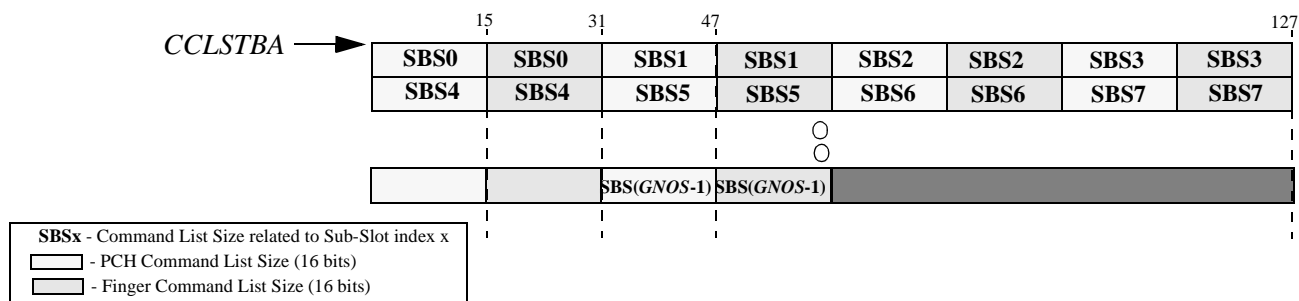 15 31 47 127
CCLSTBA
SBS0 SBS0 SBS1 SBS1 SBS2 SBS2 SBS3 SBS3
SBS4 SBS4 SBS5 SBS5 SBS6 SBS6 SBS7 SBS7
SBS(GNOS-1) SBS(GNOS-1)
SBSx - Command List Size related to Sub-Slot index x
- PCH Command List Size (16 bits)
- Finger Command List Size (16 bits)